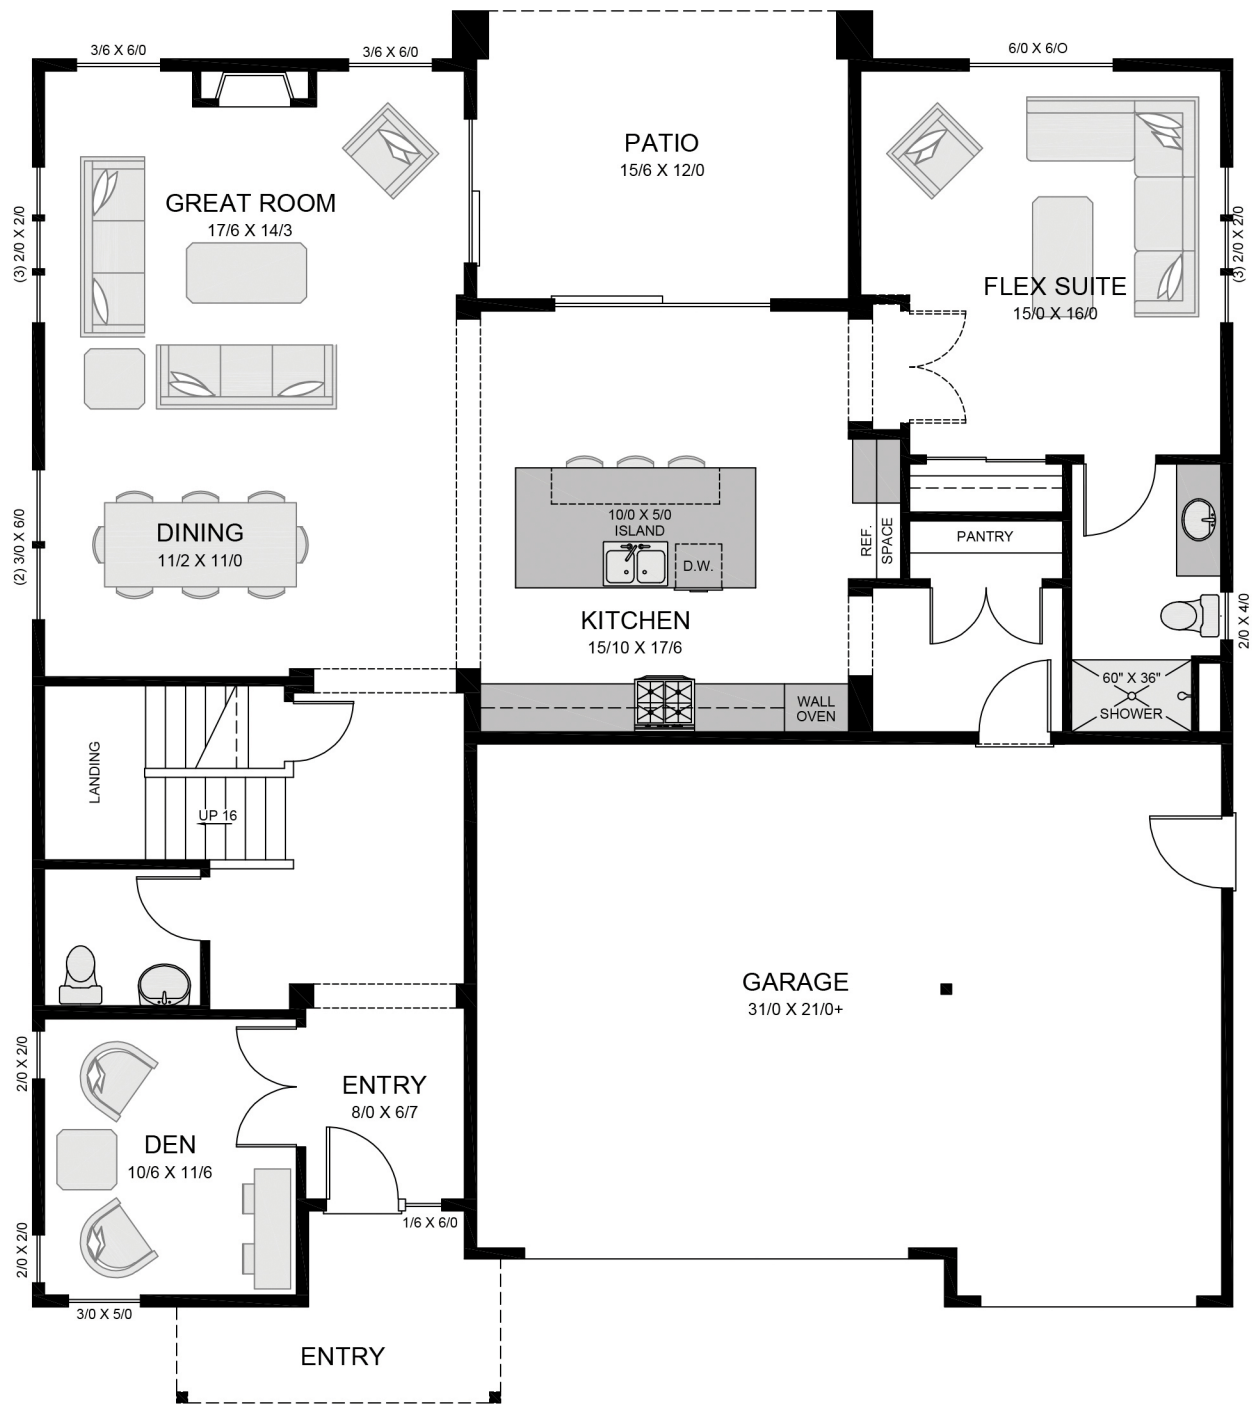 3/6 X 6/0
3/6 X 6/0
6/0 X 6/O
PATIO
15/6 X 12/0
GREAT ROOM
17/6 X 14/3
(3) 2/0 X 2/0
(3) 2/0 X 2/0
FLEX SUITE
15/0 X 16/0
(2) 3/0 X 6/0
DINING
11/2 X 11/0
10/0 X 5/0
ISLAND
D.W.
REF.
SPACE
PANTRY
KITCHEN
15/10 X 17/6
2/0 X 4/0
60" X 36"
SHOWER
WALL
OVEN
LANDING
UP 16
GARAGE
31/0 X 21/0+
2/0 X 2/0
ENTRY
8/0 X 6/7
DEN
10/6 X 11/6
2/0 X 2/0
1/6 X 6/0
3/0 X 5/0
ENTRY